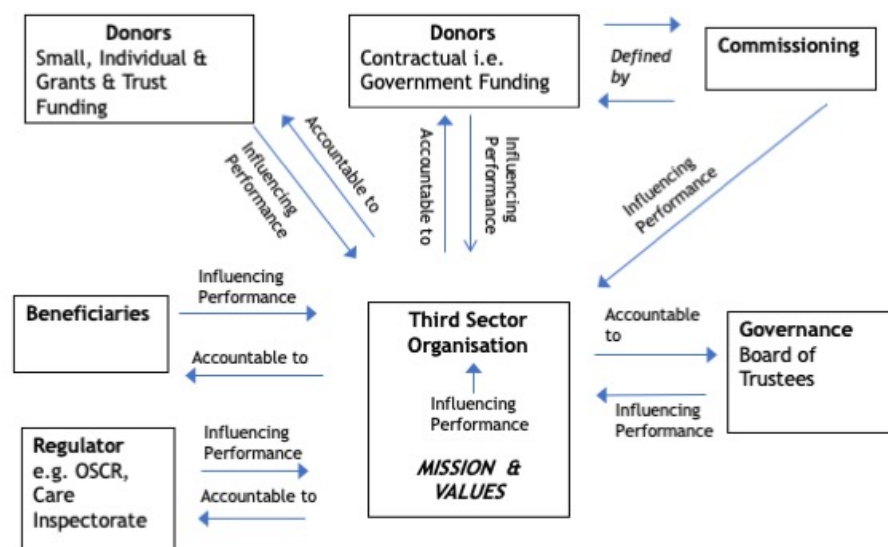 Donors
Small, Individual &
Grants & Trust
Funding
Donors
Contractual i.e.
Government Funding
Defined
by
Commissioning
Influencing
Performance
Accountable to
Accountable to
Influencing
Performance
Influencing
Performance
Beneficiaries
Influencing
Performance
Accountable to
Third Sector
Organisation
Influencing
Performance
MISSION &
VALUES
Accountable
to
Influencing
Performance
Governance
Board of
Trustees
Regulator
e.g. OSCR,
Care
Inspectorate
Influencing
Performance
Accountable to